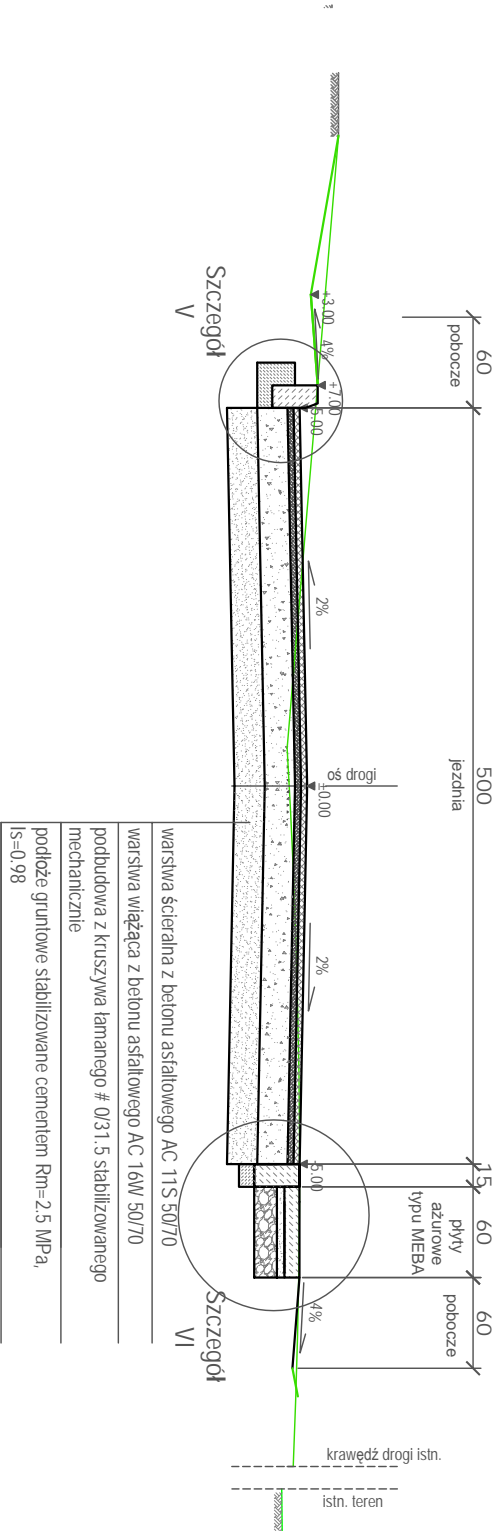 60
pobocze
500
jezdnia
15
60
płyty
ażurowe
typu MEBA
60
pobocze
+3.00
4%
+7.00
-5.00
2%
oś drogi
±0.00
2%
-5.00
4%
krawędź drogi istn.
istn. teren
Szczegół
V
Szczegół
VI
warstwa ścieralna z betonu asfaltowego AC 11S 50/70
warstwa wiążąca z betonu asfaltowego AC 16W 50/70
podbudowa z kruszywa łamanego # 0/31.5 stabilizowanego
mechanicznie
podłoże gruntowe stabilizowane cementem Rm=2.5 MPa,
Is=0.98